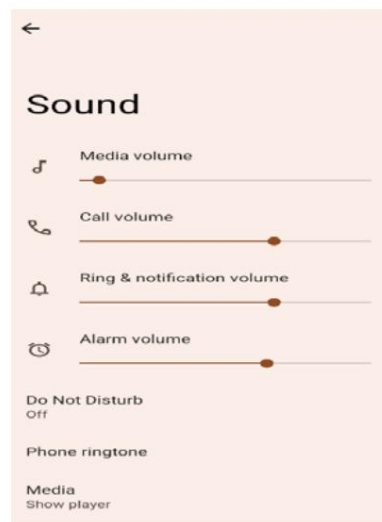 Sound
Media volume
Call volume
Ring & notification volume
Alarm volume
Do Not Disturb
Off
Phone ringtone
Media
Show player